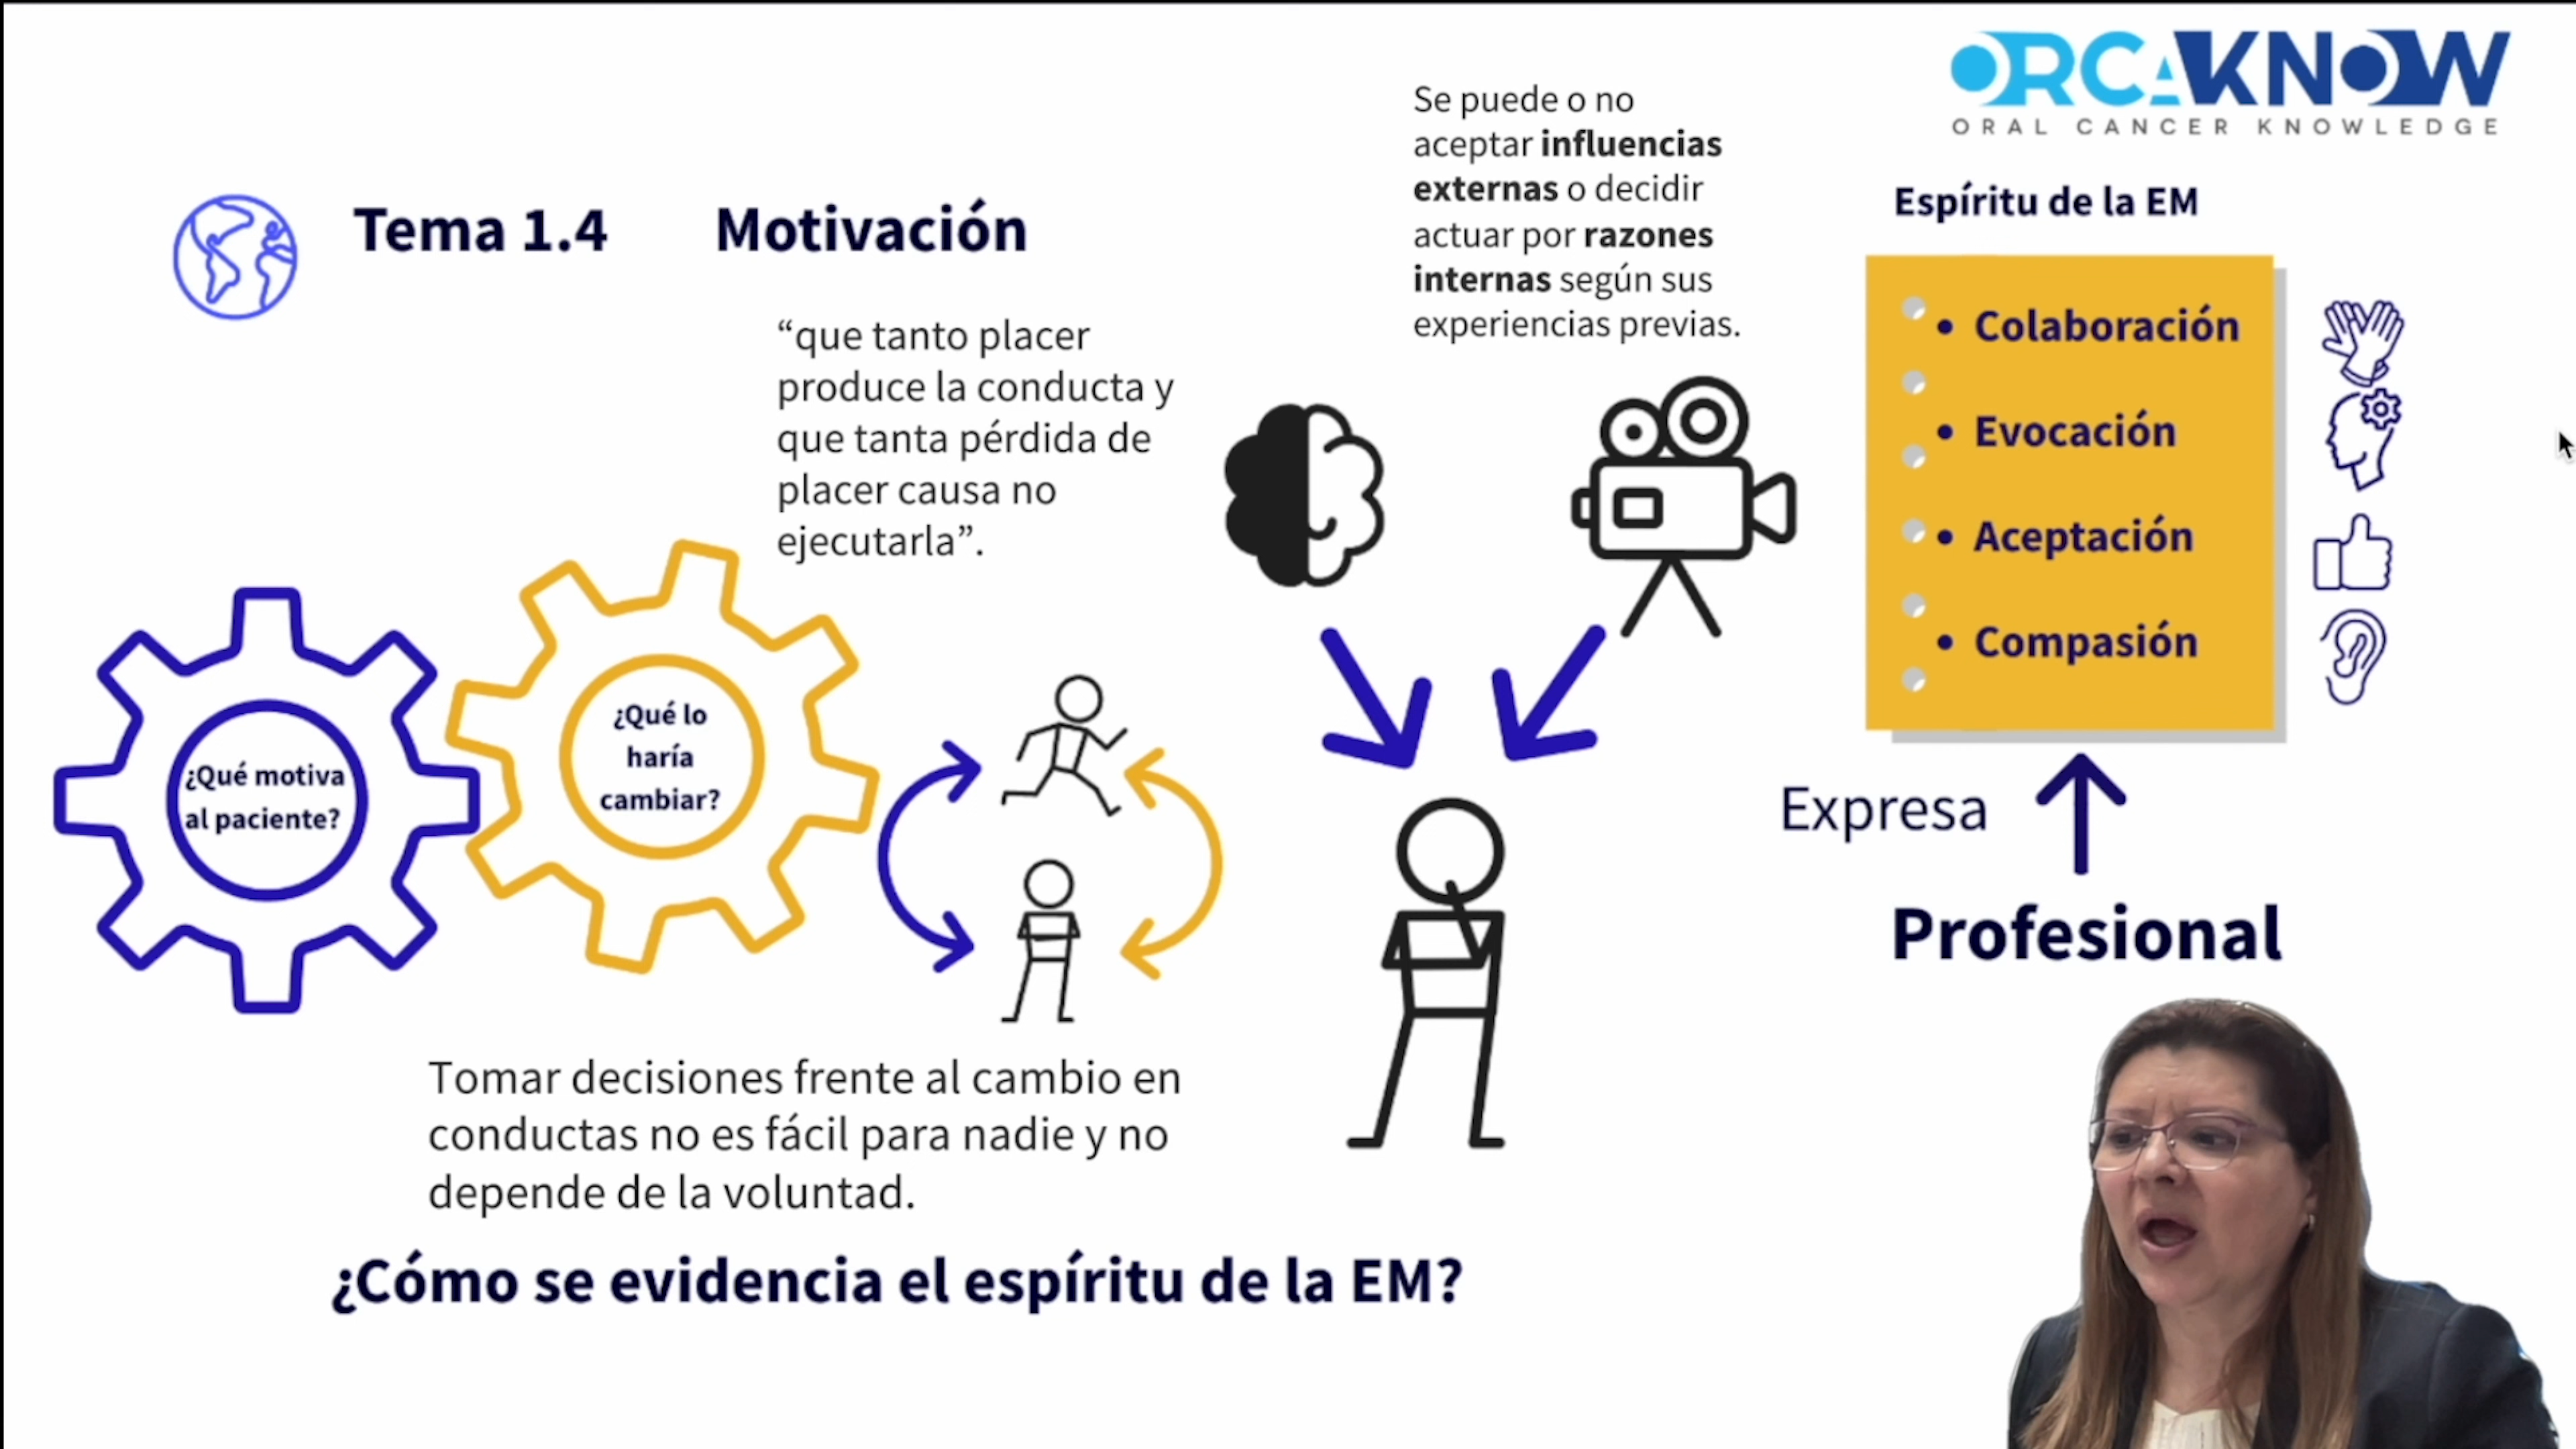 ORCAKNOW
ORAL CANCER KNOWLEDGE
Tema 1.4
Motivación
“que tanto placer
produce la conducta y
que tanta pérdida de
placer causa no
ejecutarla”.
Se puede o no
aceptar influencias
externas o decidir
actuar por razones
internas según sus
experiencias previas.
Espíritu de la EM
• Colaboración
• Evocación
• Aceptación
• Compasión
¿Qué motiva
al paciente?
¿Qué lo
haría
cambiar?
Expresa
Profesional
Tomar decisiones frente al cambio en
conductas no es fácil para nadie y no
depende de la voluntad.
¿Cómo se evidencia el espíritu de la EM?